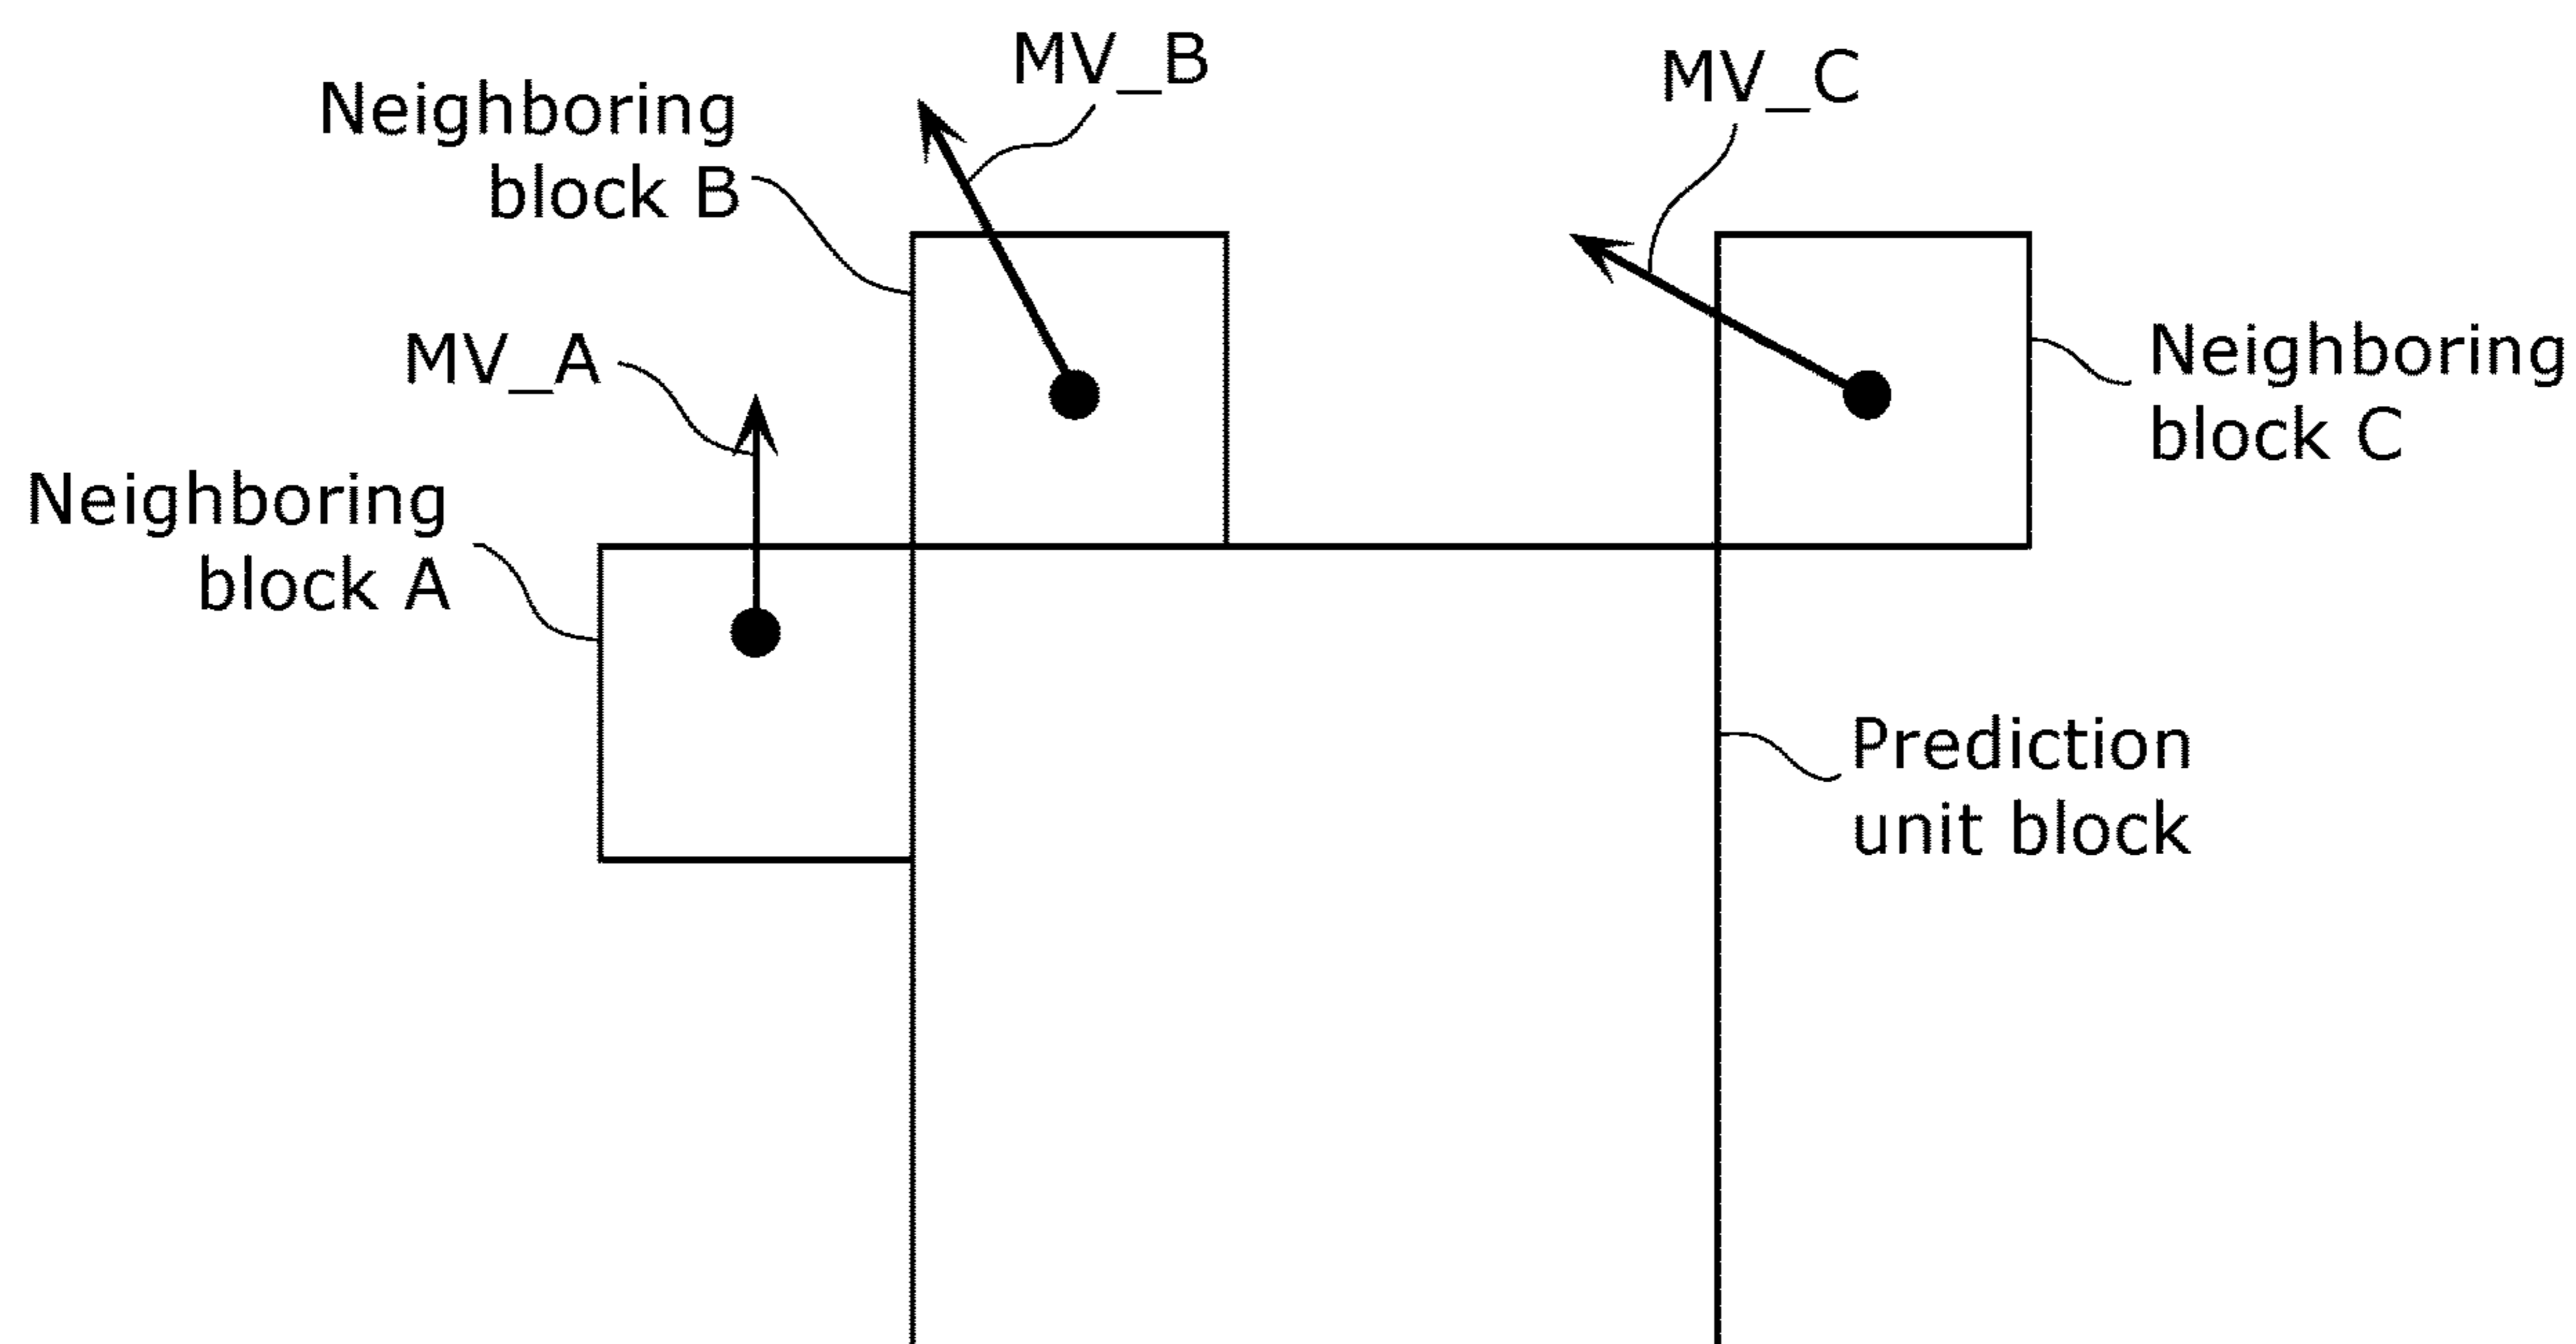 MV_B
MV_C
Neighboring
block B
MV_A
Neighboring
block C
Neighboring
block A
Prediction
unit block